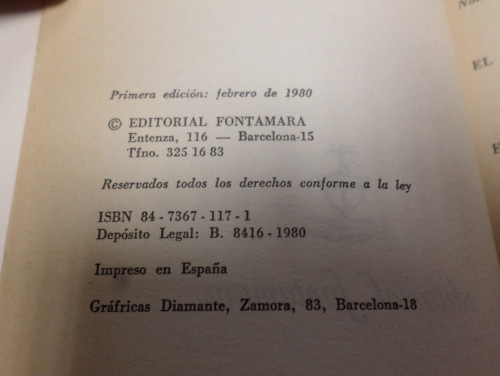 Primera edición: febrero de 1980
© EDITORIAL FONTAMARA
Entenza, 116 — Barcelona-15
Tfno. 325 16 83
Reservados todos los derechos conforme a la ley
ISBN 84 - 7367 - 117 - 1
Depósito Legal: B. 8416 - 1980
Impreso en España
Gráfricas Diamante, Zamora, 83, Barcelona-18
EL